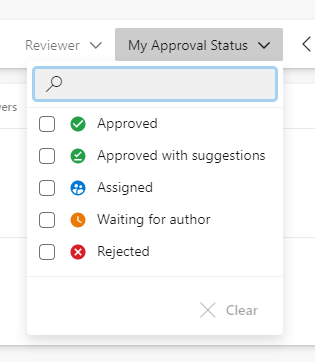 Reviewer My Approval Status
ers
Approved
Approved with suggestions
Assigned
Waiting for author
Rejected
Clear